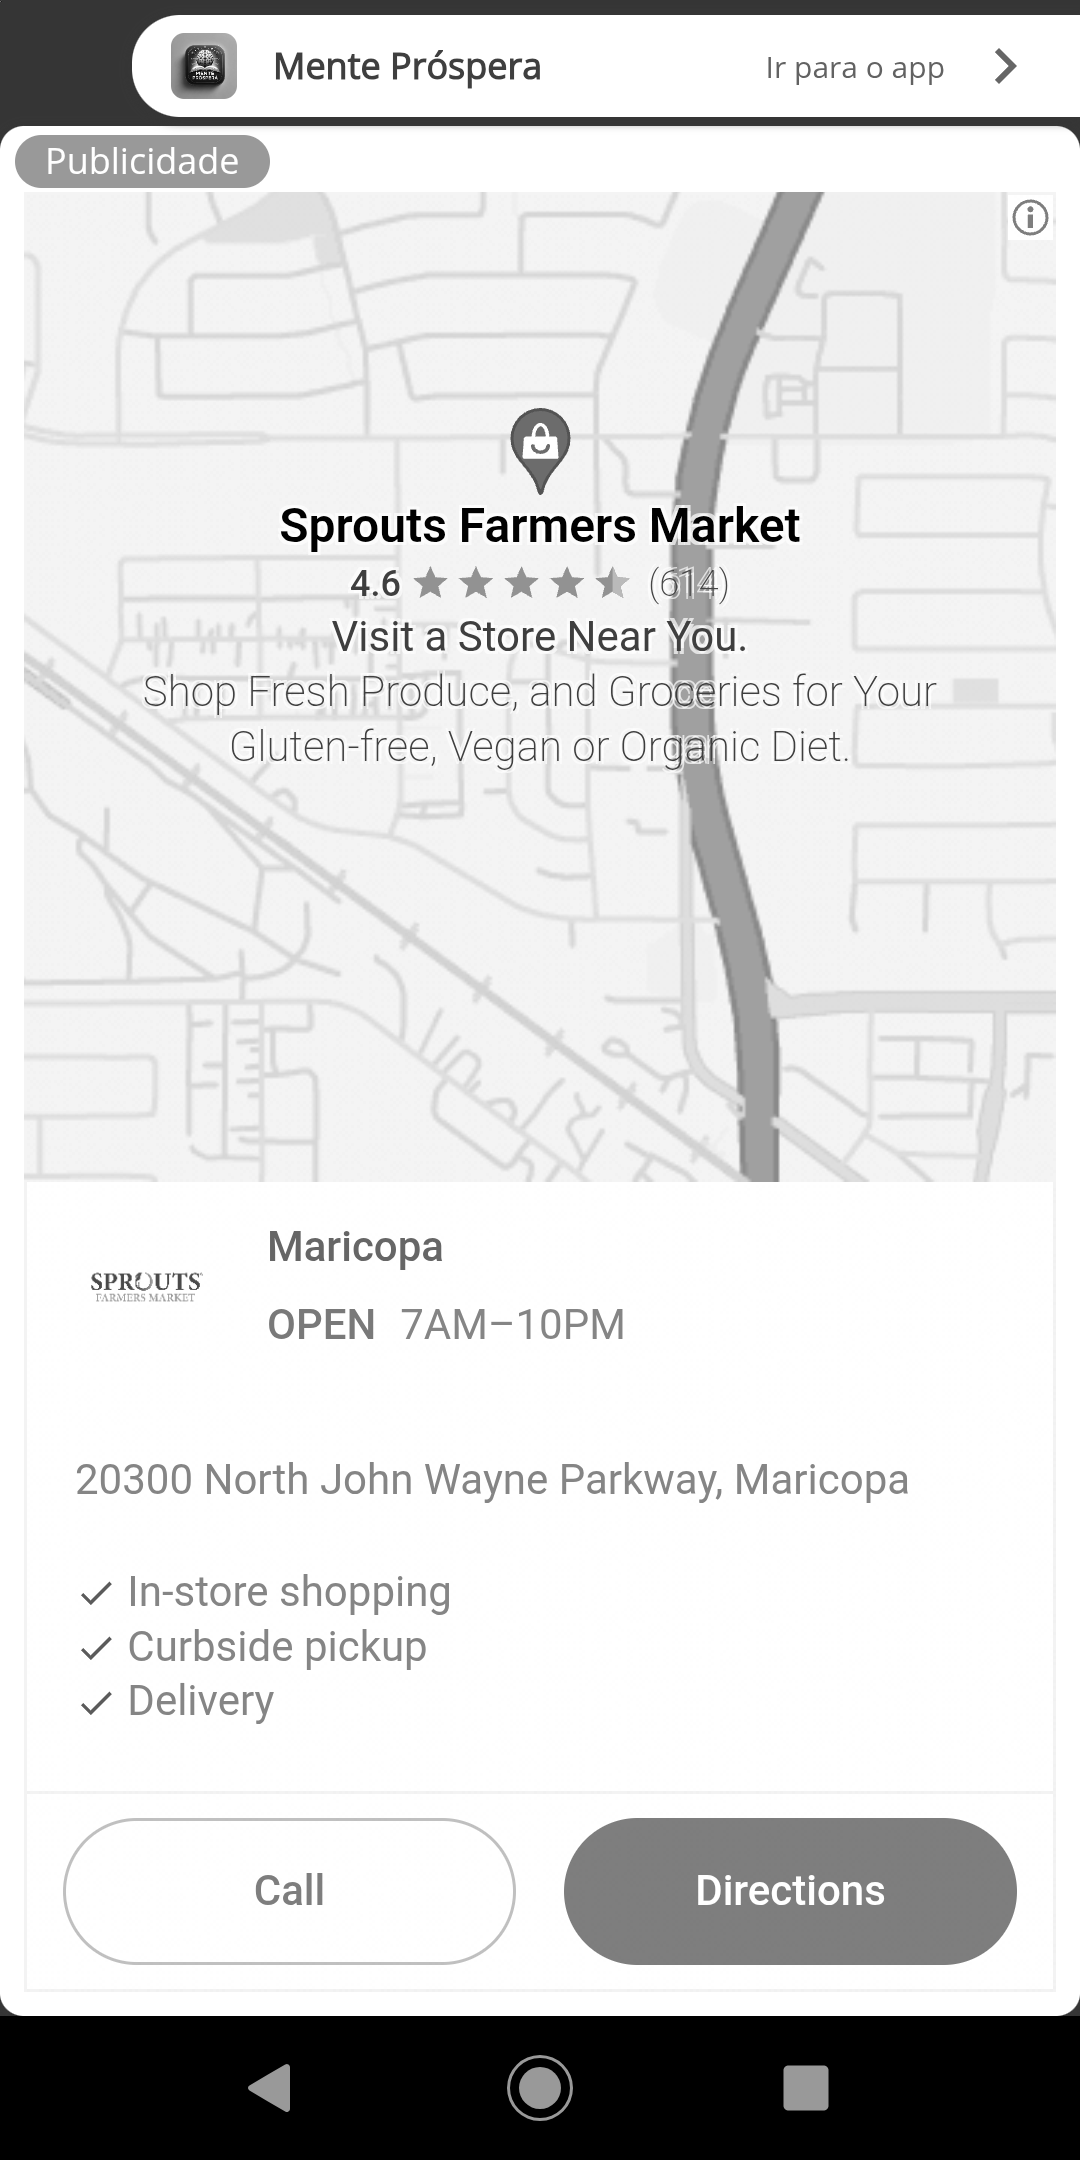 MENTE
PRÓSPERA
Mente Próspera
Ir para o app
Publicidade
Sprouts Farmers Market
4.6 (614)
Visit a Store Near You.
Shop Fresh Produce, and Groceries for Your
Gluten-free, Vegan or Organic Diet.
SPROUTS
FARMERS MARKET
Maricopa
OPEN 7AM–10PM
20300 North John Wayne Parkway, Maricopa
In-store shopping
Curbside pickup
Delivery
Call
Directions